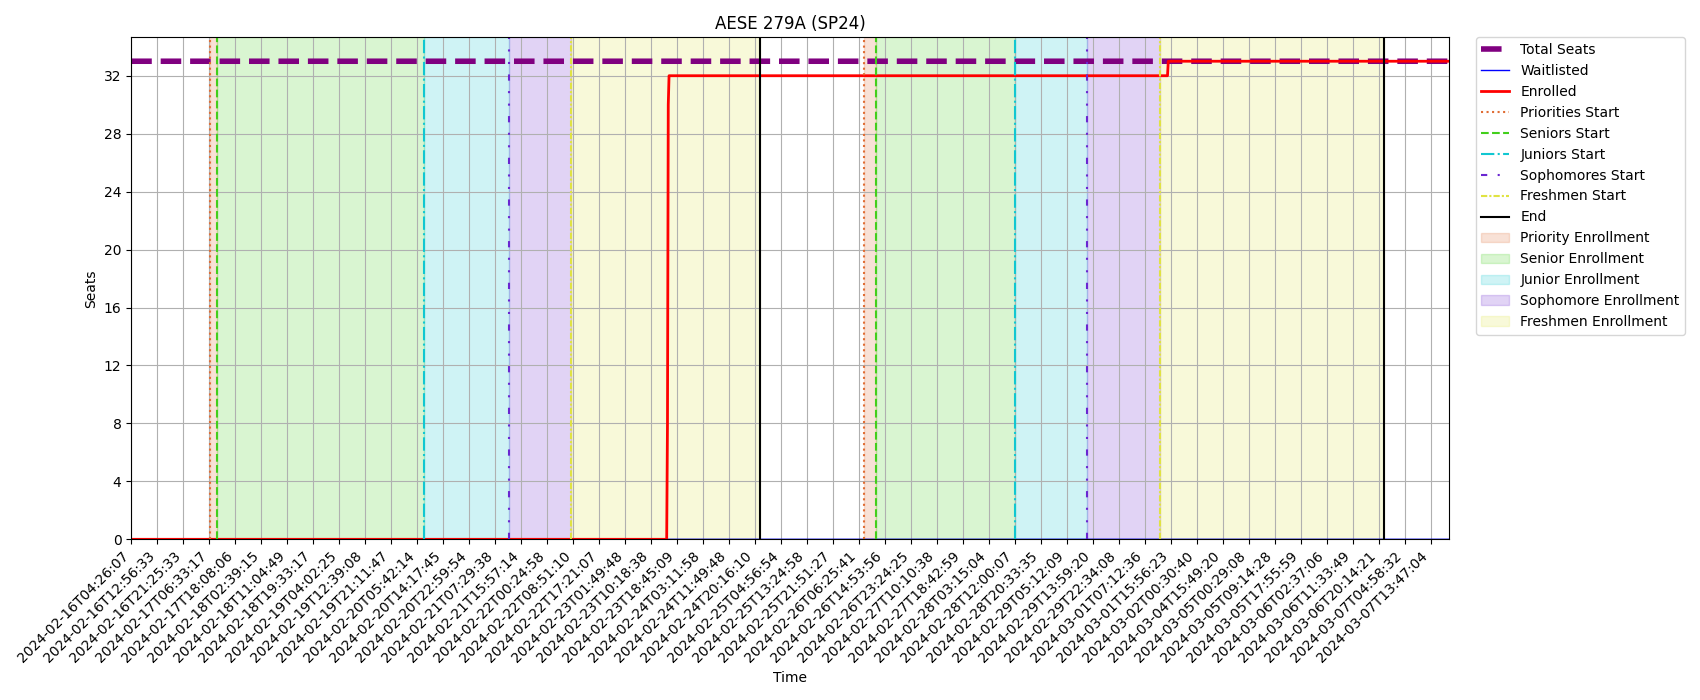 AESE 279A (SP24)
Seats
32
28
24
20
16
12
8
4
0
2024-02-16T04:26:07
2024-02-16T12:56:33
2024-02-16T21:25:33
2024-02-17T06:33:17
2024-02-17T18:08:06
2024-02-18T02:39:15
2024-02-18T11:04:49
2024-02-18T19:33:17
2024-02-19T04:02:25
2024-02-19T12:39:08
2024-02-19T21:11:47
2024-02-20T05:42:14
2024-02-20T14:17:45
2024-02-20T22:59:54
2024-02-21T07:29:38
2024-02-21T15:57:14
2024-02-22T00:24:58
2024-02-22T08:51:10
2024-02-22T17:21:07
2024-02-23T01:49:48
2024-02-23T10:18:38
2024-02-23T18:45:09
2024-02-24T03:11:58
2024-02-24T11:49:48
2024-02-24T20:16:10
2024-02-25T04:56:54
2024-02-25T13:24:58
2024-02-25T21:51:27
2024-02-26T06:25:41
2024-02-26T14:53:56
2024-02-26T23:24:25
2024-02-27T10:10:38
2024-02-27T18:42:59
2024-02-28T03:15:04
2024-02-28T12:00:07
2024-02-28T20:33:35
2024-02-29T05:12:09
2024-02-29T13:59:20
2024-02-29T22:34:08
2024-03-01T07:12:36
2024-03-01T15:56:23
2024-03-02T00:30:40
2024-03-04T15:49:20
2024-03-05T00:29:08
2024-03-05T09:14:28
2024-03-05T17:55:59
2024-03-06T02:37:06
2024-03-06T11:33:49
2024-03-06T20:14:21
2024-03-07T04:58:32
2024-03-07T13:47:04
Time
Total Seats
Waitlisted
Enrolled
Priorities Start
Seniors Start
Juniors Start
Sophomores Start
Freshmen Start
End
Priority Enrollment
Senior Enrollment
Junior Enrollment
Sophomore Enrollment
Freshmen Enrollment